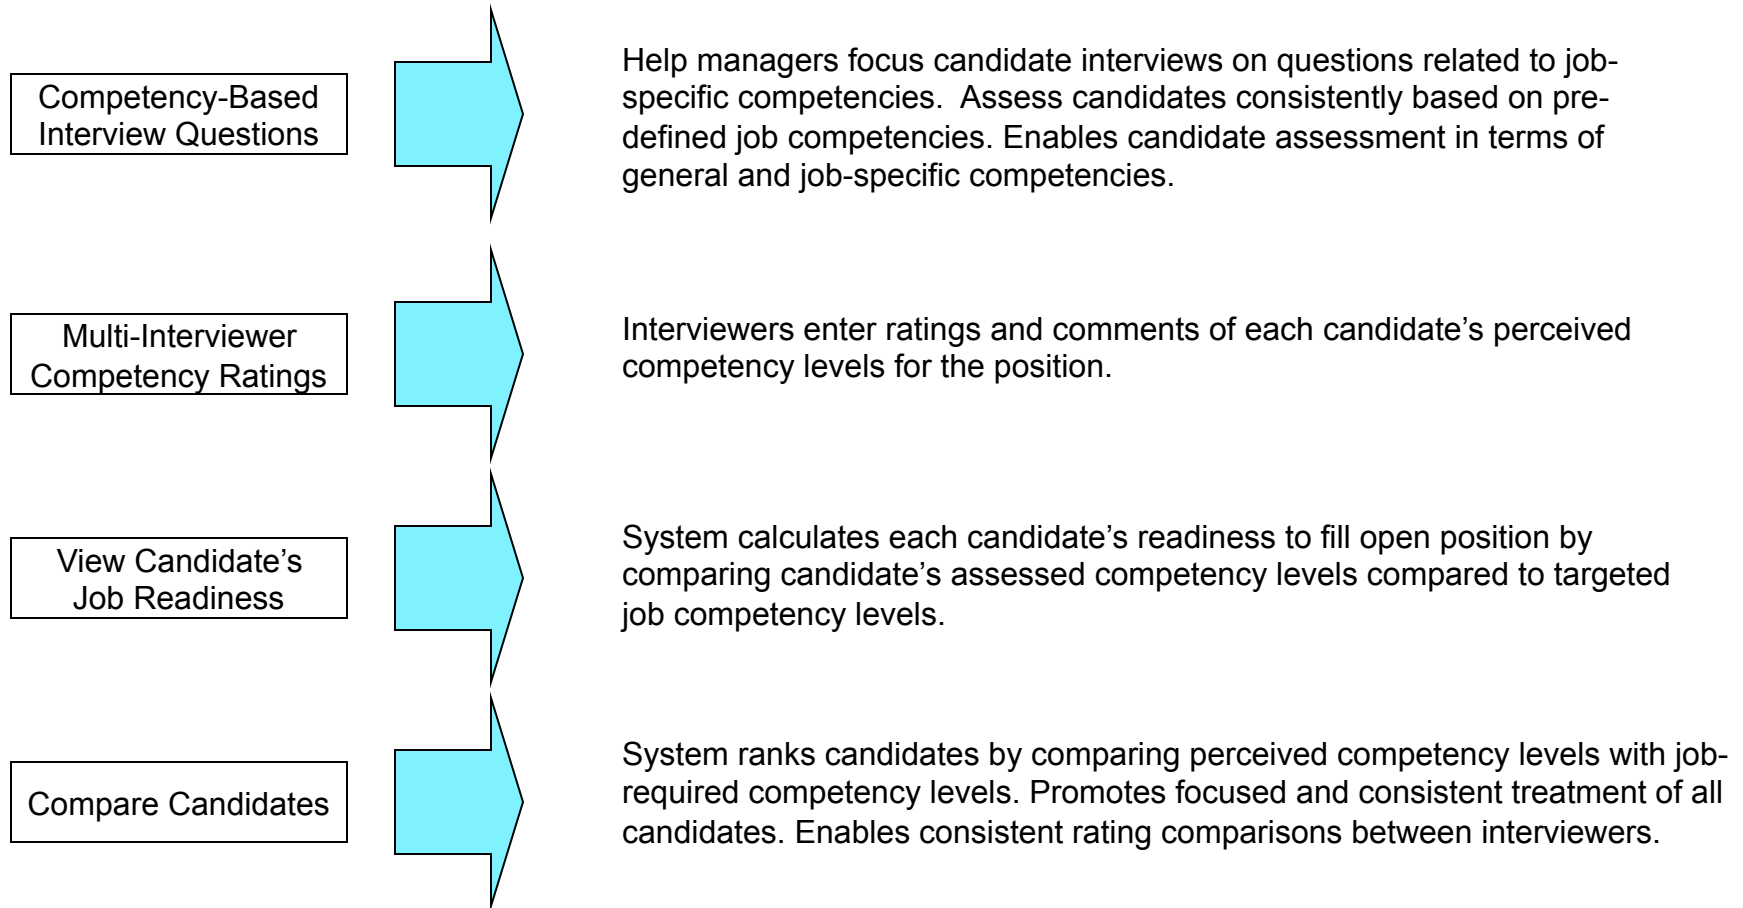 Competency-Based
Interview Questions
Help managers focus candidate interviews on questions related to job-
specific competencies.  Assess candidates consistently based on pre-
defined job competencies. Enables candidate assessment in terms of
general and job-specific competencies.
Multi-Interviewer
Competency Ratings
Interviewers enter ratings and comments of each candidate’s perceived
competency levels for the position.
View Candidate’s
Job Readiness
System calculates each candidate’s readiness to fill open position by
comparing candidate’s assessed competency levels compared to targeted
job competency levels.
Compare Candidates
System ranks candidates by comparing perceived competency levels with job-
required competency levels. Promotes focused and consistent treatment of all
candidates. Enables consistent rating comparisons between interviewers.